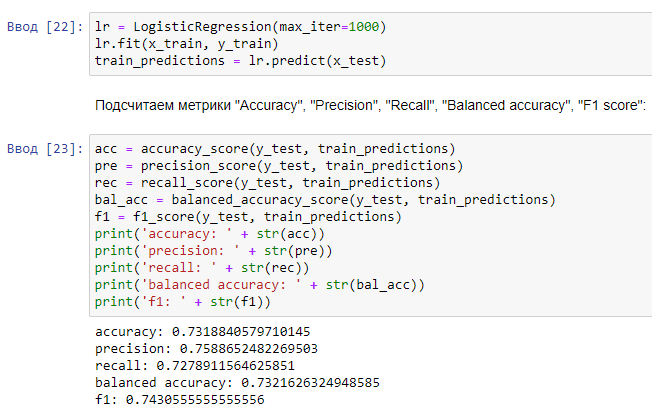 Ввод [22]: lr = LogisticRegression(max_iter=1000)
lr.fit(x_train, y_train)
train_predictions = lr.predict(x_test)
Подсчитаем метрики "Accuracy", "Precision", "Recall", "Balanced accuracy", "F1 score":
Ввод [23]: acc = accuracy_score(y_test, train_predictions)
pre = precision_score(y_test, train_predictions)
rec = recall_score(y_test, train_predictions)
bal_acc = balanced_accuracy_score(y_test, train_predictions)
f1 = f1_score(y_test, train_predictions)
print('accuracy: ' + str(acc))
print('precision: ' + str(pre))
print('recall: ' + str(rec))
print('balanced accuracy: ' + str(bal_acc))
print('f1: ' + str(f1))
accuracy: 0.7318840579710145
precision: 0.7588652482269503
recall: 0.7278911564625851
balanced accuracy: 0.7321626324948585
f1: 0.7430555555555556